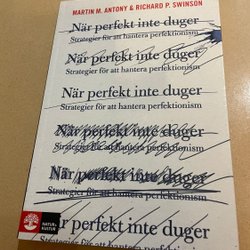 MARTIN M. ANTONY & RICHARD P. SWINSON
När perfekt inte duger
Strategier för att hantera perfektionism
När perfekt inte duger
Strategier för att hantera perfektionism
När perfekt inte duger
Strategier för att hantera perfektionism
När perfekt inte duger
Strategier för att hantera perfektionism
När perfekt inte duger
Strategier för att hantera perfektionism
När perfekt inte duger
Strategier för att hantera perfektionism
NATUR &
KULTUR